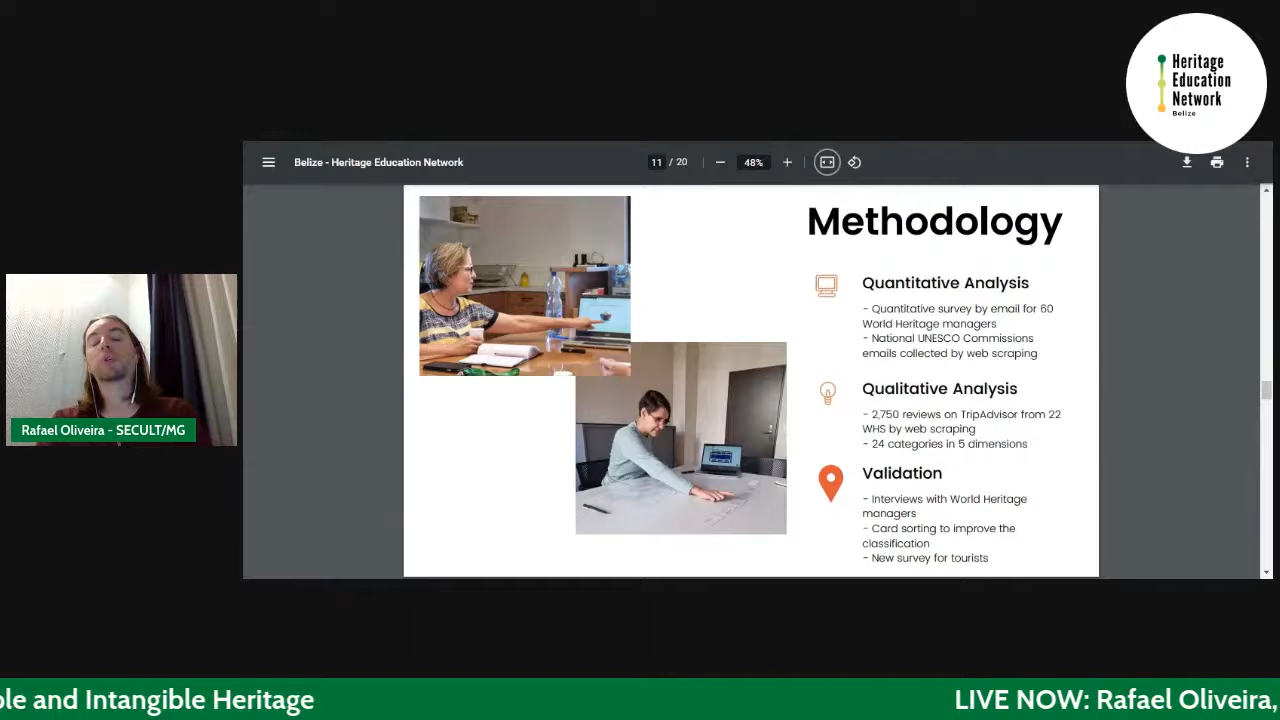 Heritage
Education
Network
Belize
Belize - Heritage Education Network
11 / 20
48%
Methodology
Quantitative Analysis
- Quantitative survey by email for 60
World Heritage managers
- National UNESCO Commissions
emails collected by web scraping
Qualitative Analysis
- 2,750 reviews on TripAdvisor from 22
WHS by web scraping
- 24 categories in 5 dimensions
Validation
- Interviews with World Heritage
managers
- Card sorting to improve the
classification
- New survey for tourists
Rafael Oliveira - SECULT/MG
ple and Intangible Heritage
LIVE NOW: Rafael Oliveira,